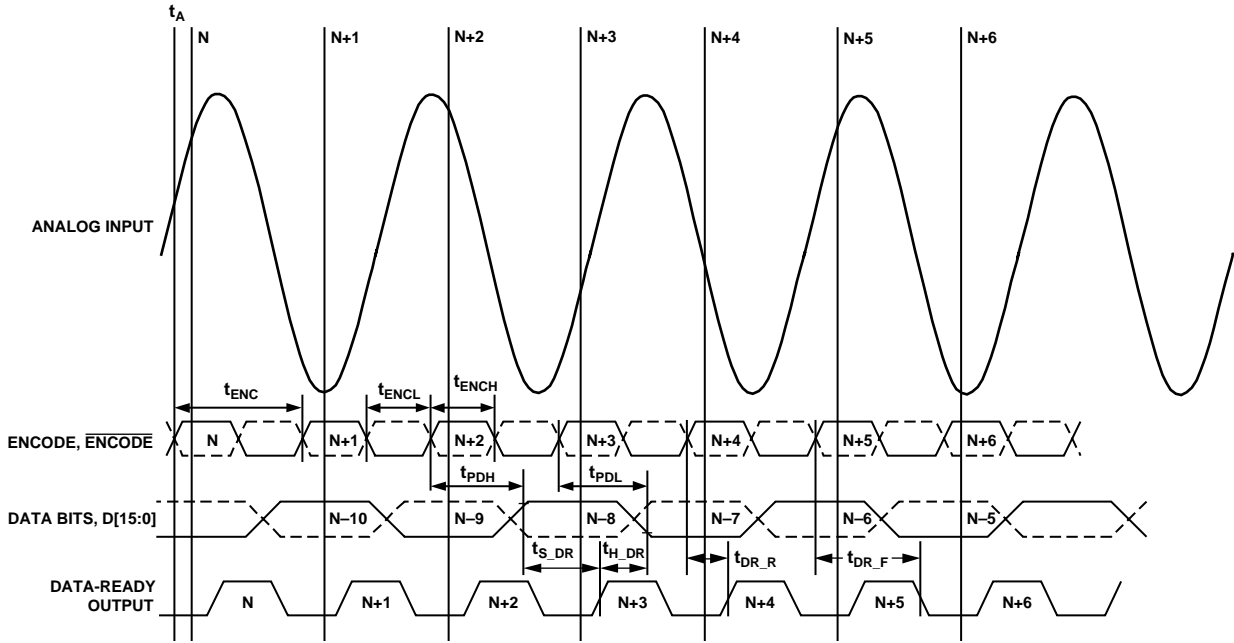 tA
N N+1 N+2 N+3 N+4 N+5 N+6
ANALOG INPUT
tENC tENCL tENCH
ENCODE, ENCODE N N+1 N+2 N+3 N+4 N+5 N+6
tPDH tPDL
DATA BITS, D[15:0] N–10 N–9 N–8 N–7 N–6 N–5
tS_DR tH_DR tDR_R tDR_F
DATA-READY
OUTPUT N N+1 N+2 N+3 N+4 N+5 N+6